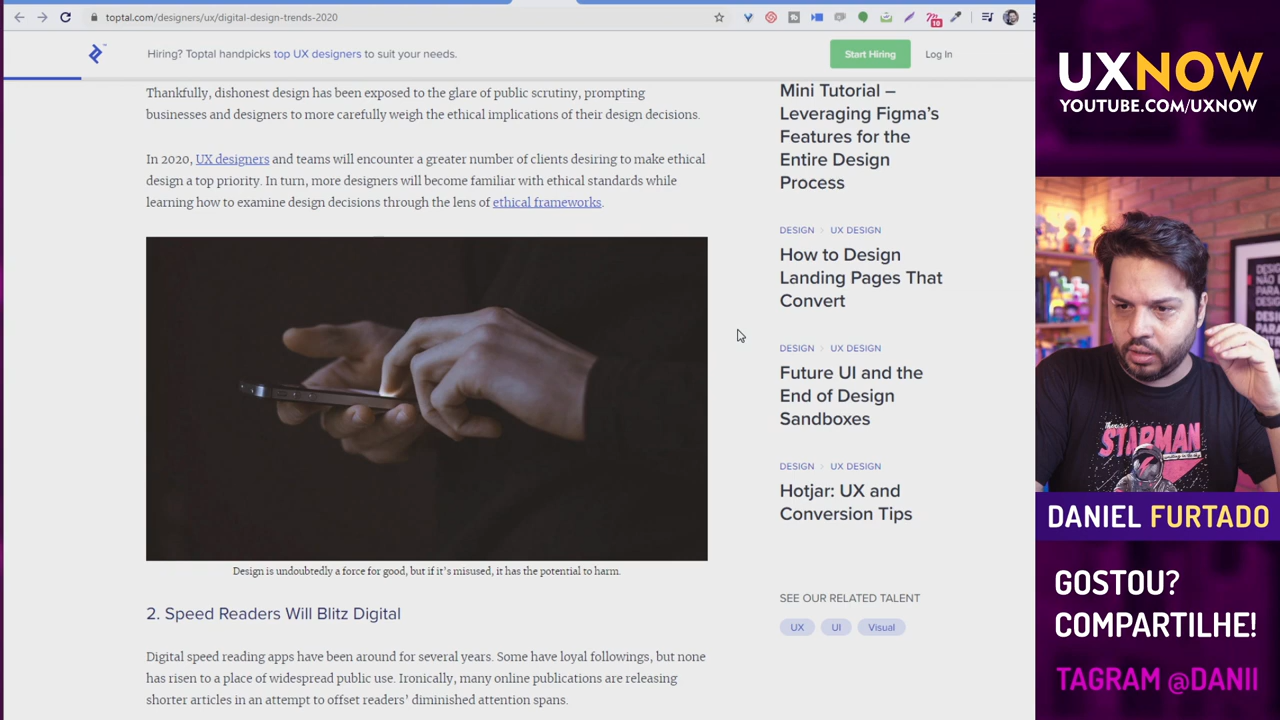 toptal.com/designers/ux/digital-design-trends-2020
Hiring? Toptal handpicks top UX designers to suit your needs.
Start Hiring
Log In
Thankfully, dishonest design has been exposed to the glare of public scrutiny, prompting
businesses and designers to more carefully weigh the ethical implications of their design decisions.
In 2020, UX designers and teams will encounter a greater number of clients desiring to make ethical
design a top priority. In turn, more designers will become familiar with ethical standards while
learning how to examine design decisions through the lens of ethical frameworks.
Design is undoubtedly a force for good, but if it's misused, it has the potential to harm.
2. Speed Readers Will Blitz Digital
Digital speed reading apps have been around for several years. Some have loyal followings, but none
has risen to a place of widespread public use. Ironically, many online publications are releasing
shorter articles in an attempt to offset readers' diminished attention spans.
Mini Tutorial –
Leveraging Figma's
Features for the
Entire Design
Process
DESIGN > UX DESIGN
How to Design
Landing Pages That
Convert
DESIGN > UX DESIGN
Future UI and the
End of Design
Sandboxes
DESIGN > UX DESIGN
Hotjar: UX and
Conversion Tips
SEE OUR RELATED TALENT
UX
UI
Visual
UXNOW
YOUTUBE.COM/UXNOW
STARMAN
DANIEL FURTADO
GOSTOU?
COMPARTILHE!
TAGRAM @DANII